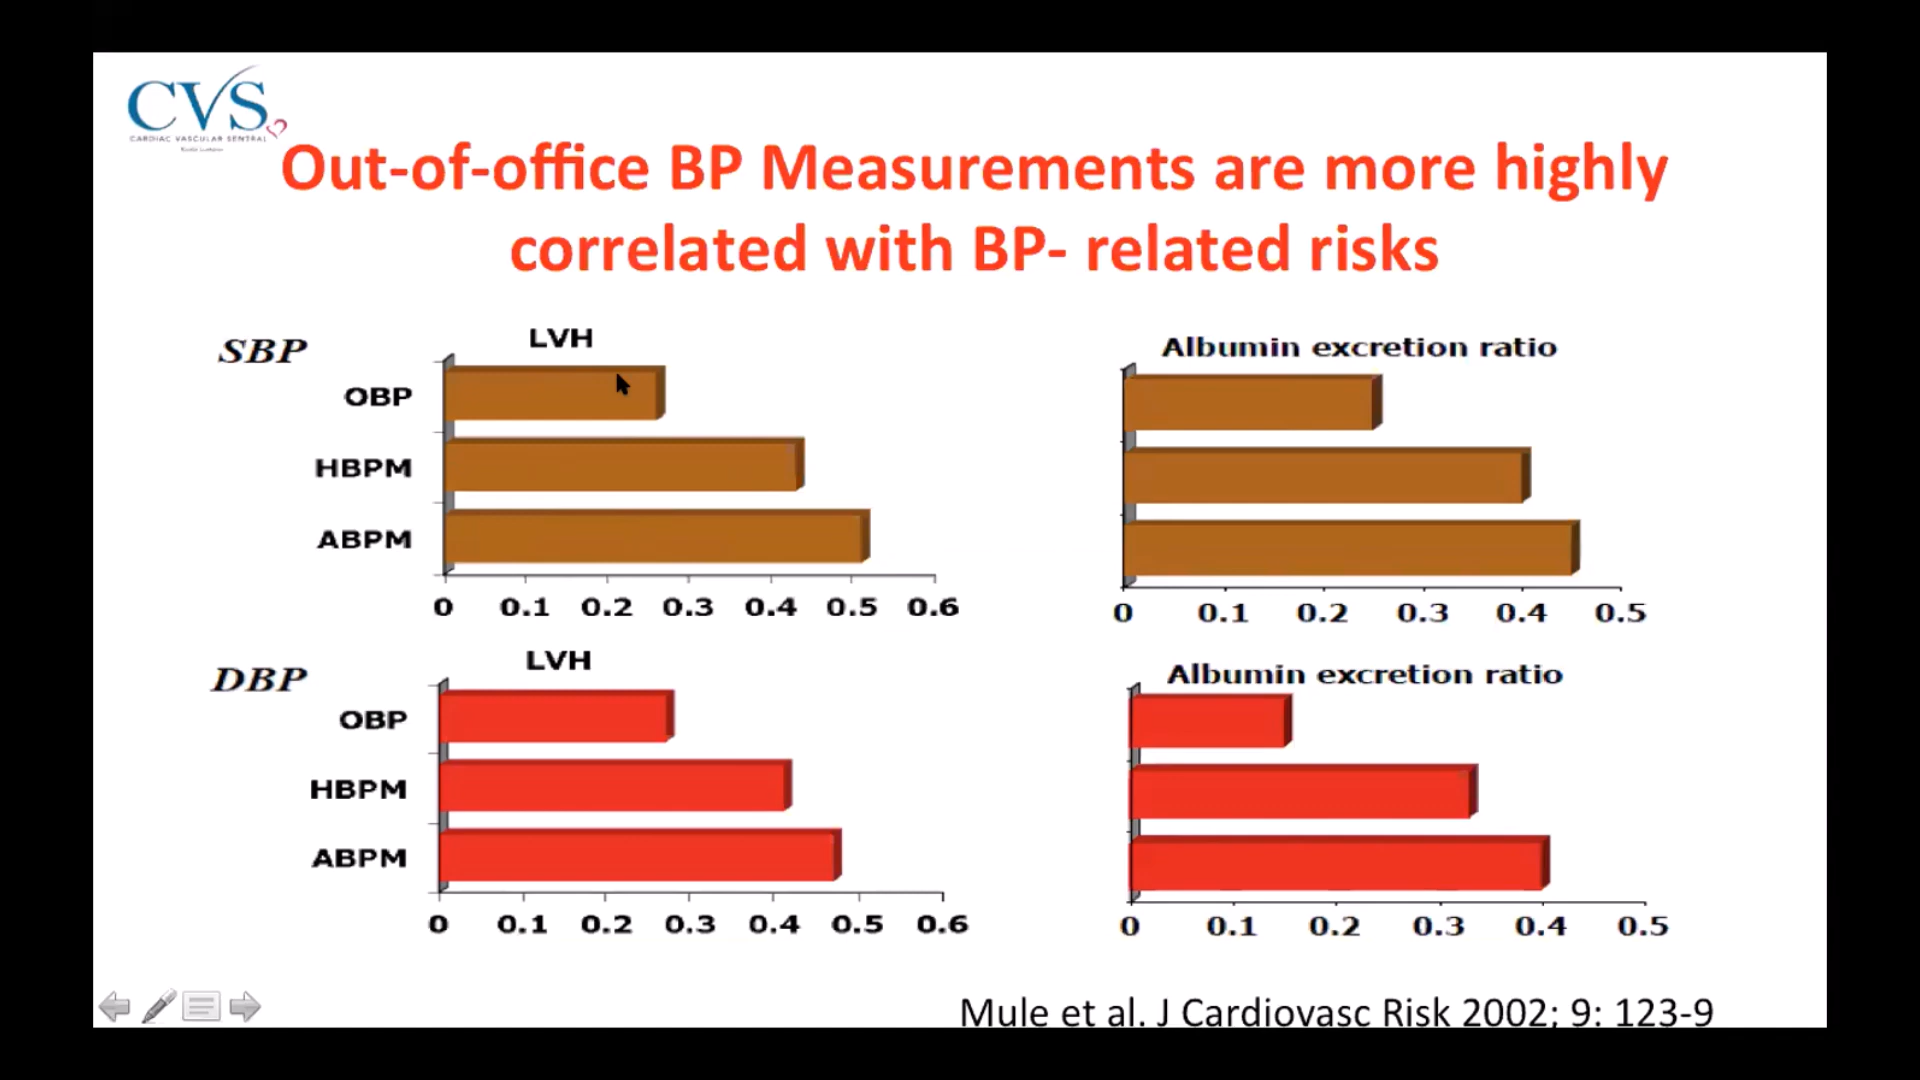 CVS
CARDIAC VASCULAR SENTRAL
Kuala Lumpur
Out-of-office BP Measurements are more highly
correlated with BP- related risks
SBP
LVH
OBP
HBPM
ABPM
0 0.1 0.2 0.3 0.4 0.5 0.6
Albumin excretion ratio
0 0.1 0.2 0.3 0.4 0.5
DBP
LVH
OBP
HBPM
ABPM
0 0.1 0.2 0.3 0.4 0.5 0.6
Albumin excretion ratio
0 0.1 0.2 0.3 0.4 0.5
Mule et al. J Cardiovasc Risk 2002; 9: 123-9